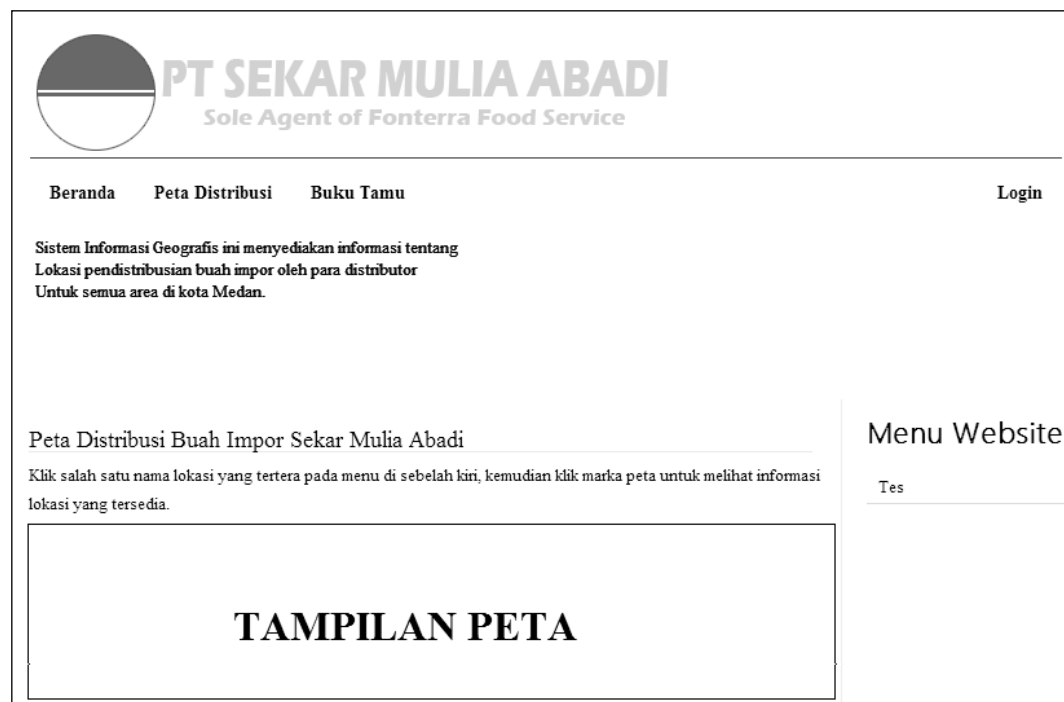 PT SEKAR MULIA ABADI
Sole Agent of Fonterra Food Service
Beranda Peta Distribusi Buku Tamu Login
Sistem Informasi Geografis ini menyediakan informasi tentang
Lokasi pendistribusian buah impor oleh para distributor
Untuk semua area di kota Medan.
Peta Distribusi Buah Impor Sekar Mulia Abadi
Klik salah satu nama lokasi yang tertera pada menu di sebelah kiri, kemudian klik marka peta untuk melihat informasi
lokasi yang tersedia.
TAMPILAN PETA
Menu Website
Tes